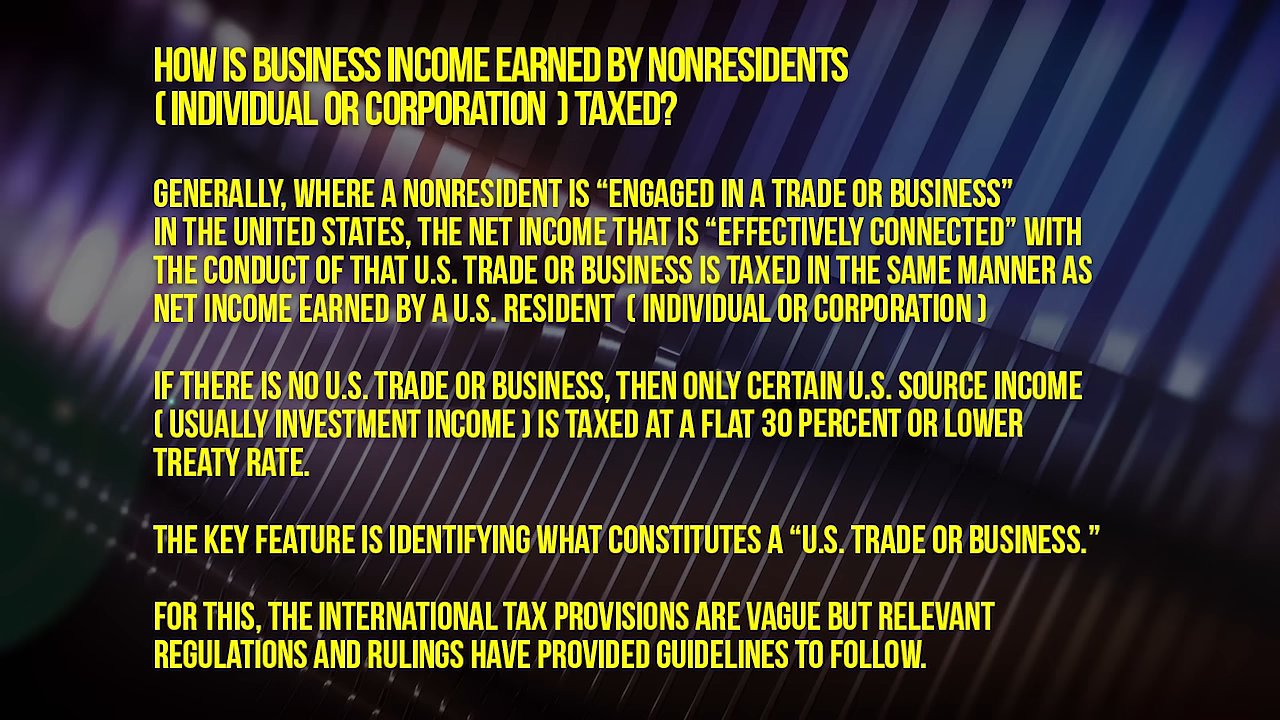 HOW IS BUSINESS INCOME EARNED BY NONRESIDENTS
( INDIVIDUAL OR CORPORATION ) TAXED?
GENERALLY, WHERE A NONRESIDENT IS “ENGAGED IN A TRADE OR BUSINESS”
IN THE UNITED STATES, THE NET INCOME THAT IS “EFFECTIVELY CONNECTED” WITH
THE CONDUCT OF THAT U.S. TRADE OR BUSINESS IS TAXED IN THE SAME MANNER AS
NET INCOME EARNED BY A U.S. RESIDENT ( INDIVIDUAL OR CORPORATION )
IF THERE IS NO U.S. TRADE OR BUSINESS, THEN ONLY CERTAIN U.S. SOURCE INCOME
( USUALLY INVESTMENT INCOME ) IS TAXED AT A FLAT 30 PERCENT OR LOWER
TREATY RATE.
THE KEY FEATURE IS IDENTIFYING WHAT CONSTITUTES A “U.S. TRADE OR BUSINESS.”
FOR THIS, THE INTERNATIONAL TAX PROVISIONS ARE VAGUE BUT RELEVANT
REGULATIONS AND RULINGS HAVE PROVIDED GUIDELINES TO FOLLOW.